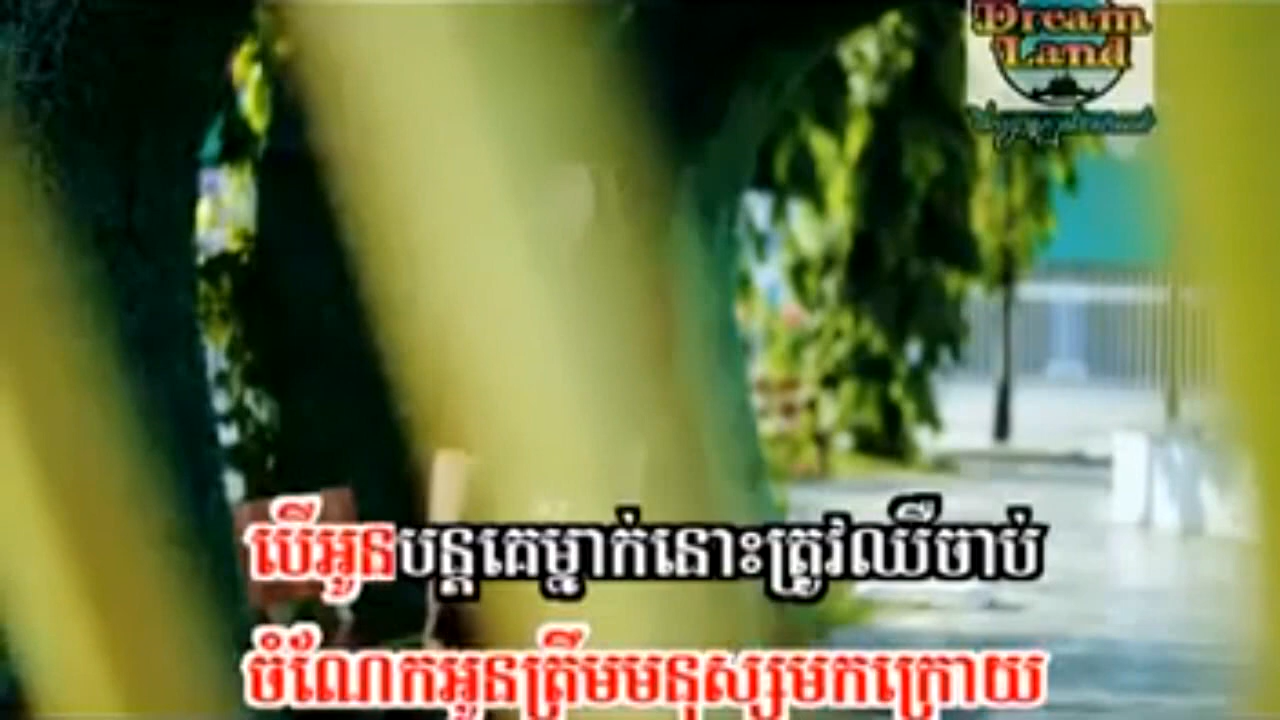 Dream
Land
បើអូនបន្តគេម្នាក់នោះត្រូវឈឺចាប់
ចំណែកអូនត្រឹមមនុស្សមកក្រោយ